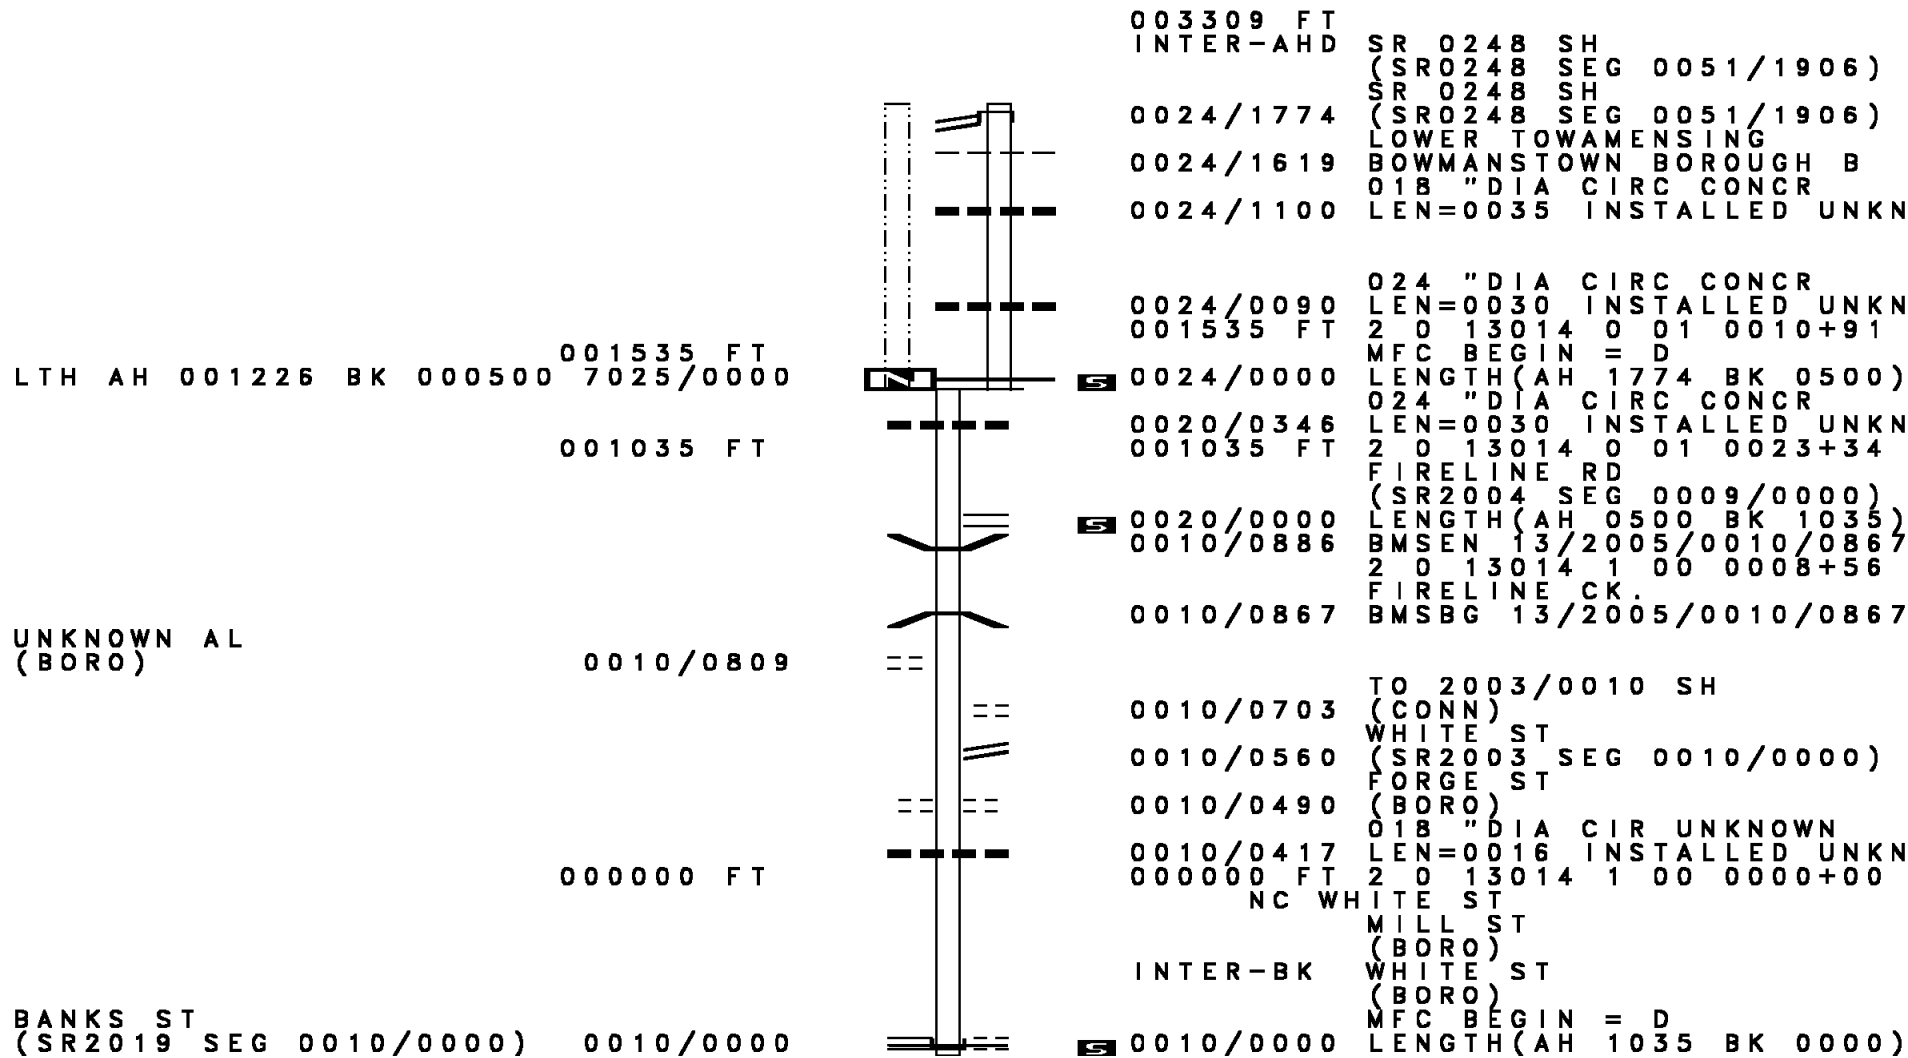 003309 FT
INTER-AHD SR 0248 SH
(SR0248 SEG 0051/1906)
SR 0248 SH
0024/1774 (SR0248 SEG 0051/1906)
LOWER TOWAMENSING
0024/1619 BOWMANSTOWN BOROUGH B
018 "DIA CIRC CONCR
0024/1100 LEN=0035 INSTALLED UNKN
024 "DIA CIRC CONCR
0024/0090 LEN=0030 INSTALLED UNKN
001535 FT 2 0 13014 0 01 0010+91
001535 FT MFC BEGIN = D
LTH AH 001226 BK 000500 7025/0000 N S 0024/0000 LENGTH(AH 1774 BK 0500)
024 "DIA CIRC CONCR
0020/0346 LEN=0030 INSTALLED UNKN
001035 FT 001035 FT 2 0 13014 0 01 0023+34
FIRELINE RD
(SR2004 SEG 0009/0000)
S 0020/0000 LENGTH(AH 0500 BK 1035)
0010/0886 BMSEN 13/2005/0010/0867
2 0 13014 1 00 0008+56
FIRELINE CK.
0010/0867 BMSBG 13/2005/0010/0867
UNKNOWN AL
(BORO) 0010/0809
TO 2003/0010 SH
0010/0703 (CONN)
WHITE ST
0010/0560 (SR2003 SEG 0010/0000)
FORGE ST
0010/0490 (BORO)
018 "DIA CIR UNKNOWN
0010/0417 LEN=0016 INSTALLED UNKN
000000 FT 000000 FT 2 0 13014 1 00 0000+00
NC WHITE ST
MILL ST
(BORO)
INTER-BK WHITE ST
(BORO)
BANKS ST MFC BEGIN = D
(SR2019 SEG 0010/0000) 0010/0000 S 0010/0000 LENGTH(AH 1035 BK 0000)